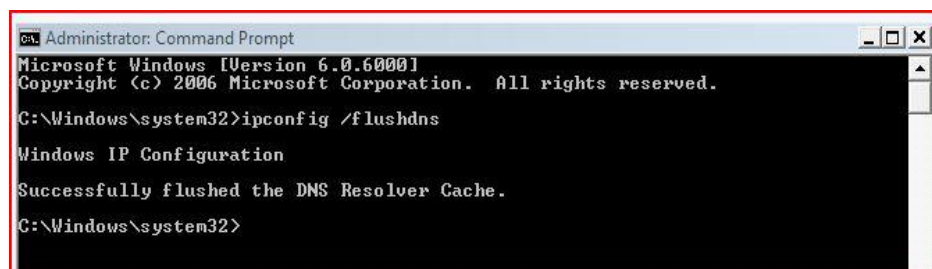 Administrator: Command Prompt
Microsoft Windows [Version 6.0.6000]
Copyright (c) 2006 Microsoft Corporation.  All rights reserved.
C:\Windows\system32>ipconfig /flushdns
Windows IP Configuration
Successfully flushed the DNS Resolver Cache.
C:\Windows\system32>